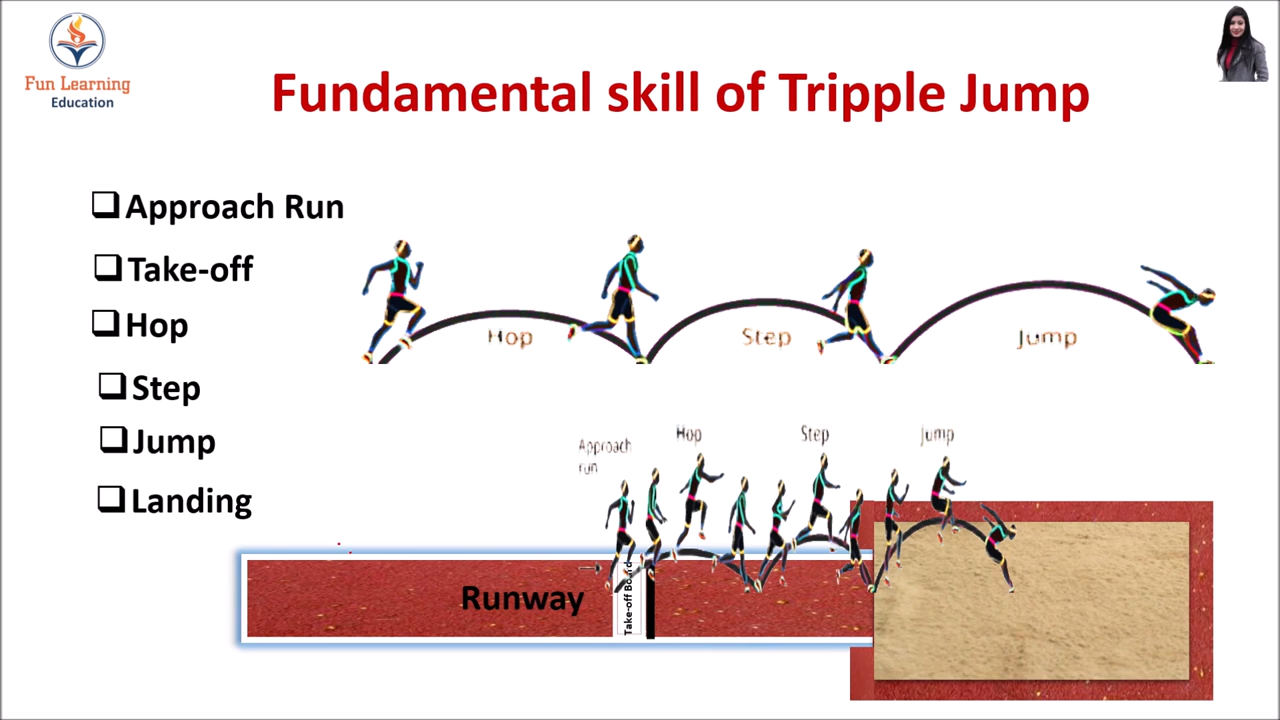 Fun Learning
Education
Fundamental skill of Tripple Jump
Approach Run
Take-off
Hop
Step
Jump
Landing
Hop
Step
Jump
Approach
run
Hop
Step
Jump
Runway
Take-off Board